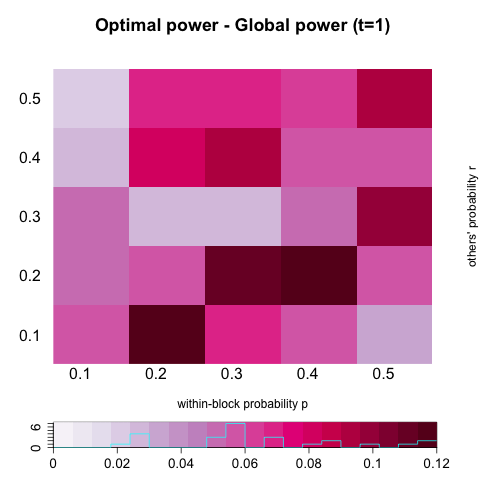 Optimal power - Global power (t=1)
0.5
0.4
0.3
0.2
0.1
others' probability r
0.1 0.2 0.3 0.4 0.5
within-block probability p
0 6
0 0.02 0.04 0.06 0.08 0.1 0.12